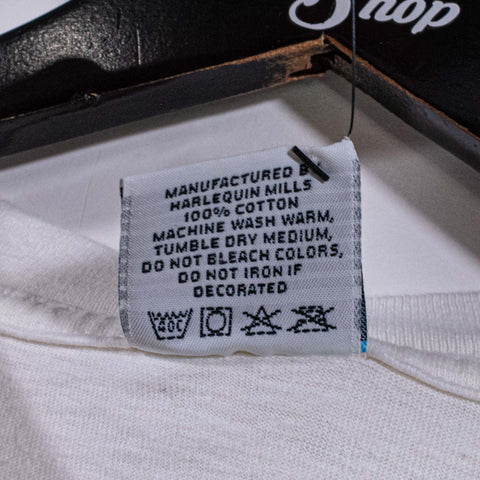 Shop
MANUFACTURED BY
HARLEQUIN MILLS
100% COTTON
MACHINE WASH WARM,
TUMBLE DRY MEDIUM,
DO NOT BLEACH COLORS,
DO NOT IRON IF
DECORATED
40C